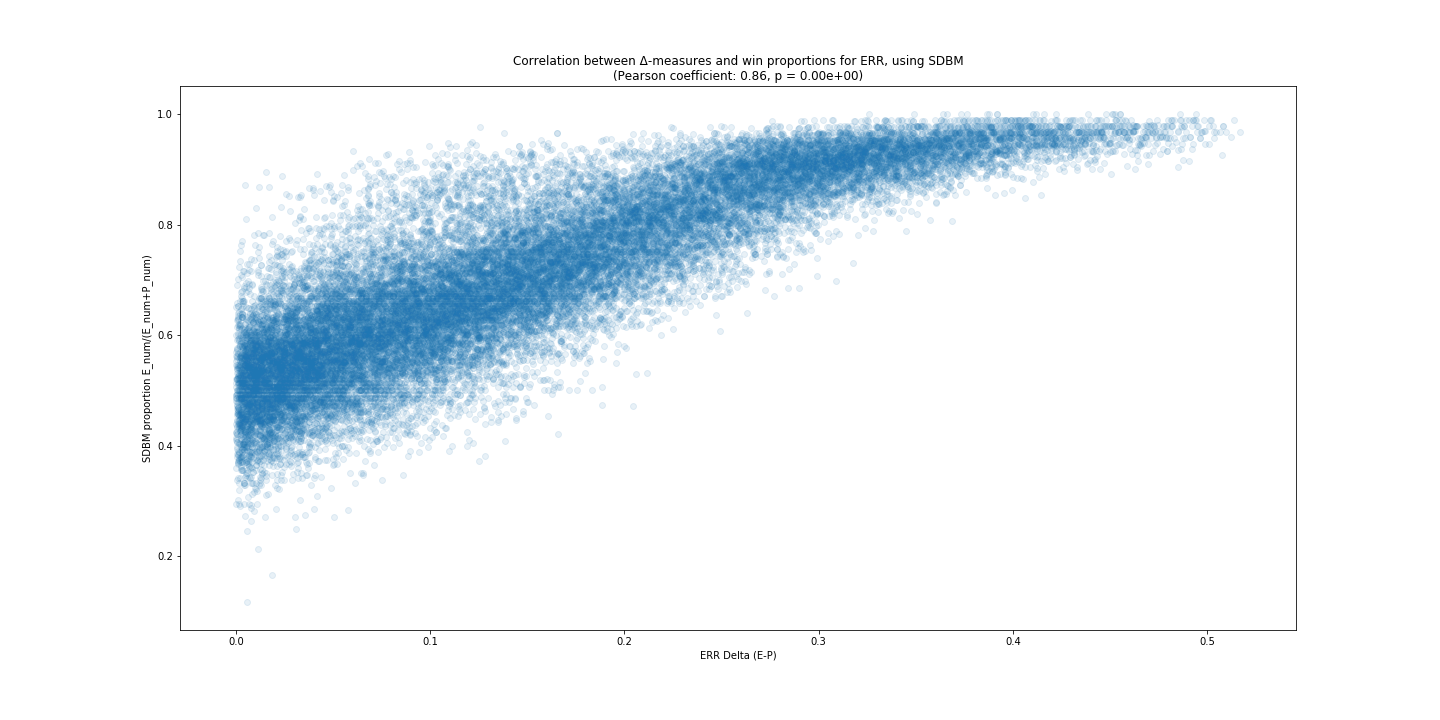 Correlation between Δ-measures and win proportions for ERR, using SDBM
(Pearson coefficient: 0.86, p = 0.00e+00)
1.0
0.8
0.6
0.4
0.2
SDBM proportion E_num/(E_num+P_num)
0.0 0.1 0.2 0.3 0.4 0.5
ERR Delta (E-P)